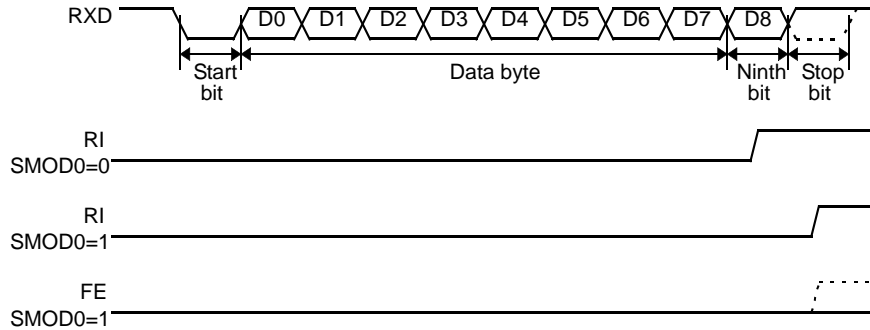 RXD
D0 D1 D2 D3 D4 D5 D6 D7 D8
Start bit
Data byte
Ninth bit
Stop bit
RI
SMOD0=0
RI
SMOD0=1
FE
SMOD0=1